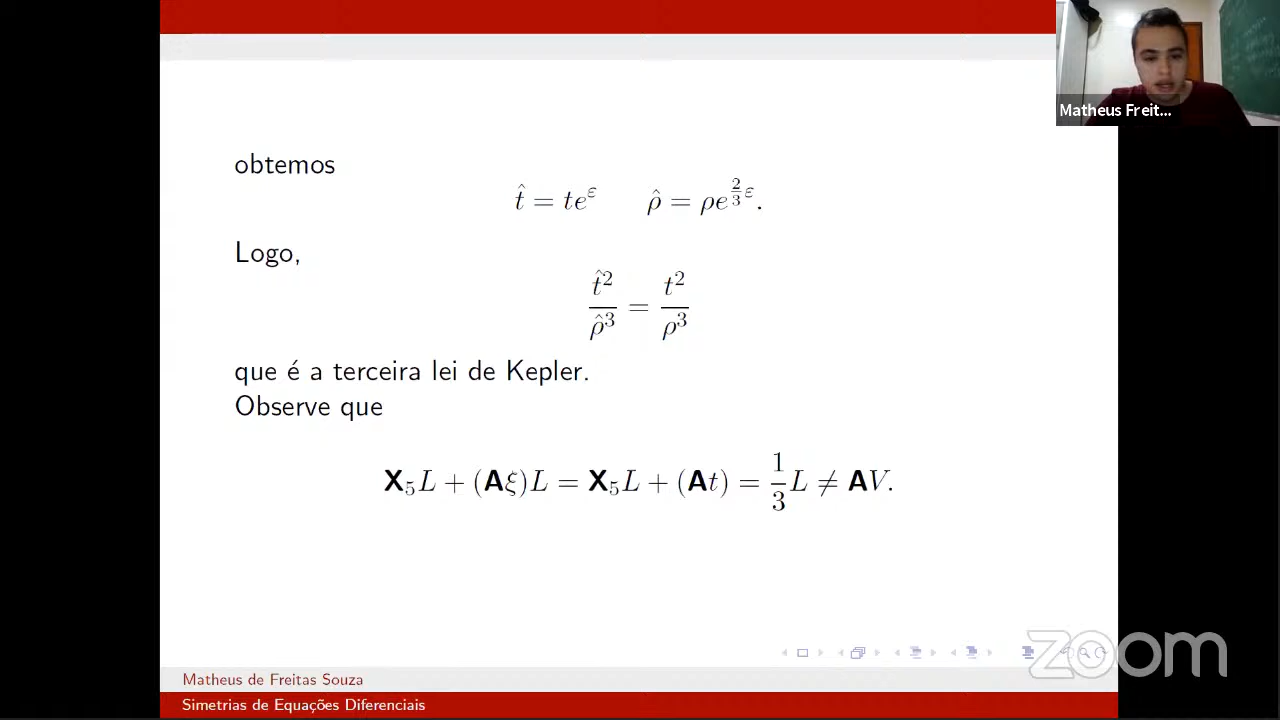 Matheus Freit...
obtemos
t̂ = te^ε   ρ̂ = ρe^{2/3 ε}.
Logo,
t̂²/ρ̂³ = t²/ρ³
que é a terceira lei de Kepler.
Observe que
X₅L + (Aξ)L = X₅L + (At) = 1/3 L ≠ AV.
zoom
Matheus de Freitas Souza
Simetrias de Equações Diferenciais